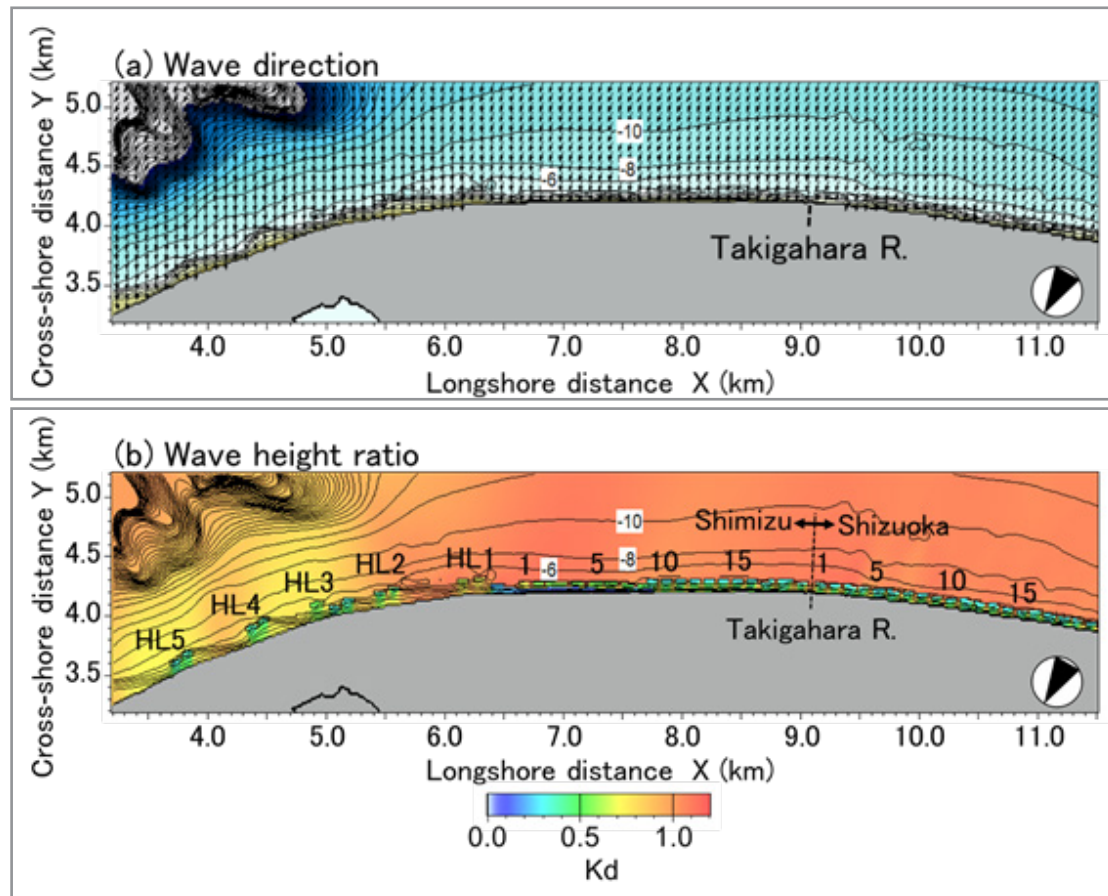 (a) Wave direction
Cross-shore distance Y (km)
5.0
4.5
4.0
3.5
-10
-8
-6
Takigahara R.
4.0 5.0 6.0 7.0 8.0 9.0 10.0 11.0
Longshore distance X (km)
(b) Wave height ratio
Cross-shore distance Y (km)
5.0
4.5
4.0
3.5
-10
Shimizu Shizuoka
HL5 HL4 HL3 HL2 HL1 1 -6 5 -8 10 15 1 5 10 15
Takigahara R.
4.0 5.0 6.0 7.0 8.0 9.0 10.0 11.0
Longshore distance X (km)
0.0 0.5 1.0
Kd